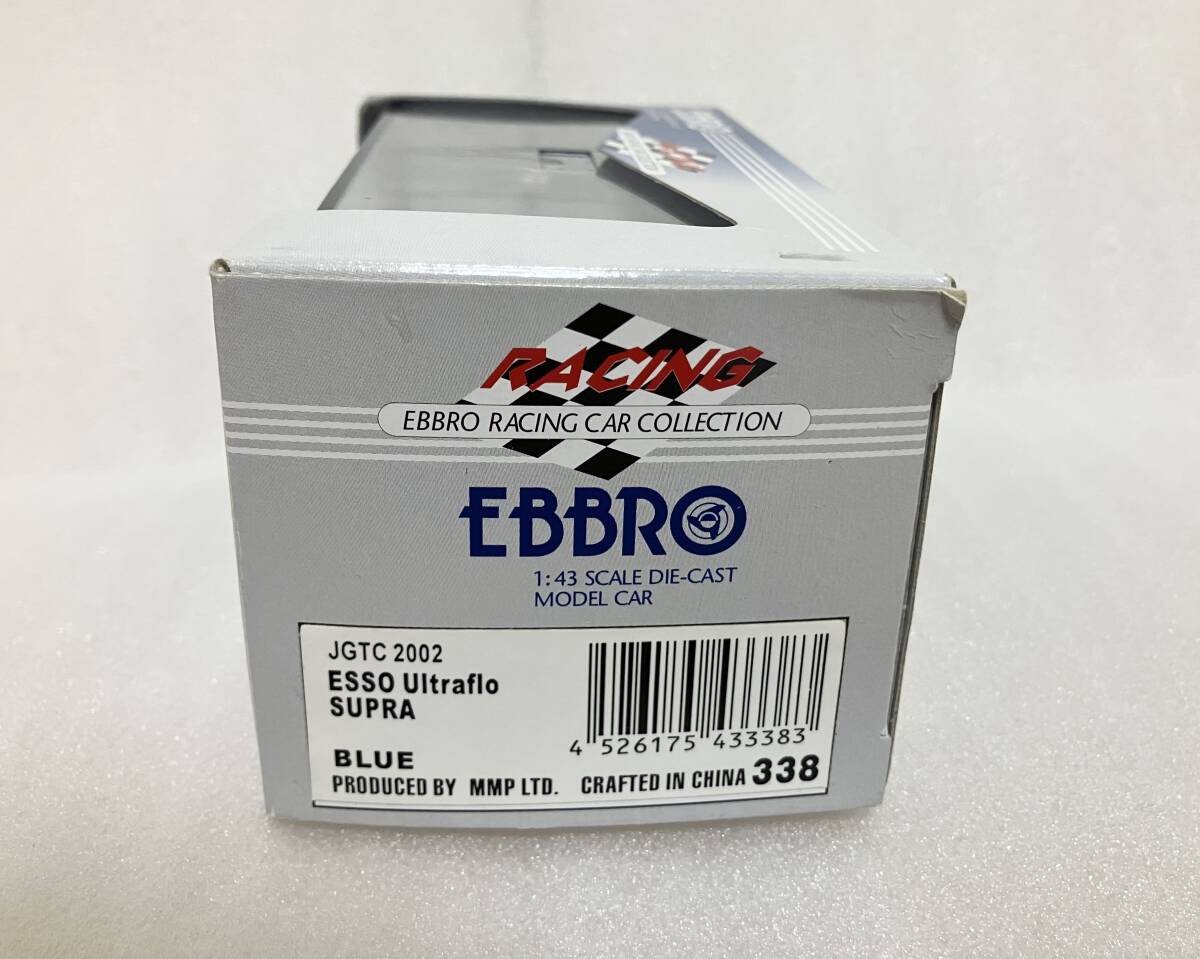 RACING
EBBRO RACING CAR COLLECTION
EBBRO
1:43 SCALE DIE-CAST
MODEL CAR
JGTC 2002
ESSO Ultraflo
SUPRA
BLUE
4 526175 433383
PRODUCED BY MMP LTD. CRAFTED IN CHINA 338